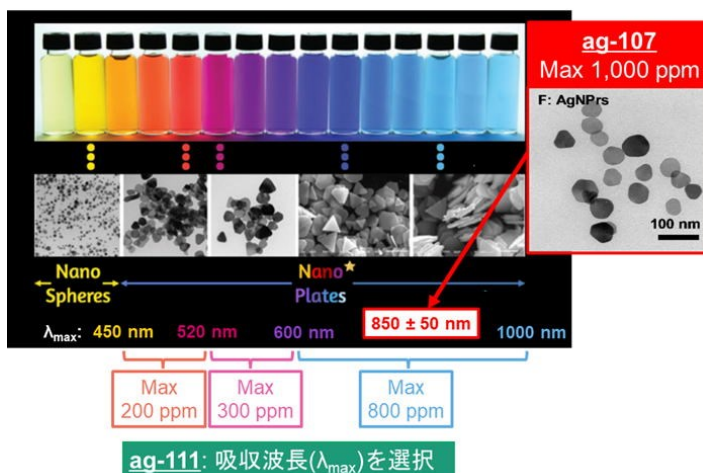 ag-107
Max 1,000 ppm
F: AgNPrs
100 nm
Nano
Spheres
Nano★
Plates
λmax: 450 nm 520 nm 600 nm 850 ± 50 nm 1000 nm
Max
200 ppm
Max
300 ppm
Max
800 ppm
ag-111: 吸収波長(λmax)を選択